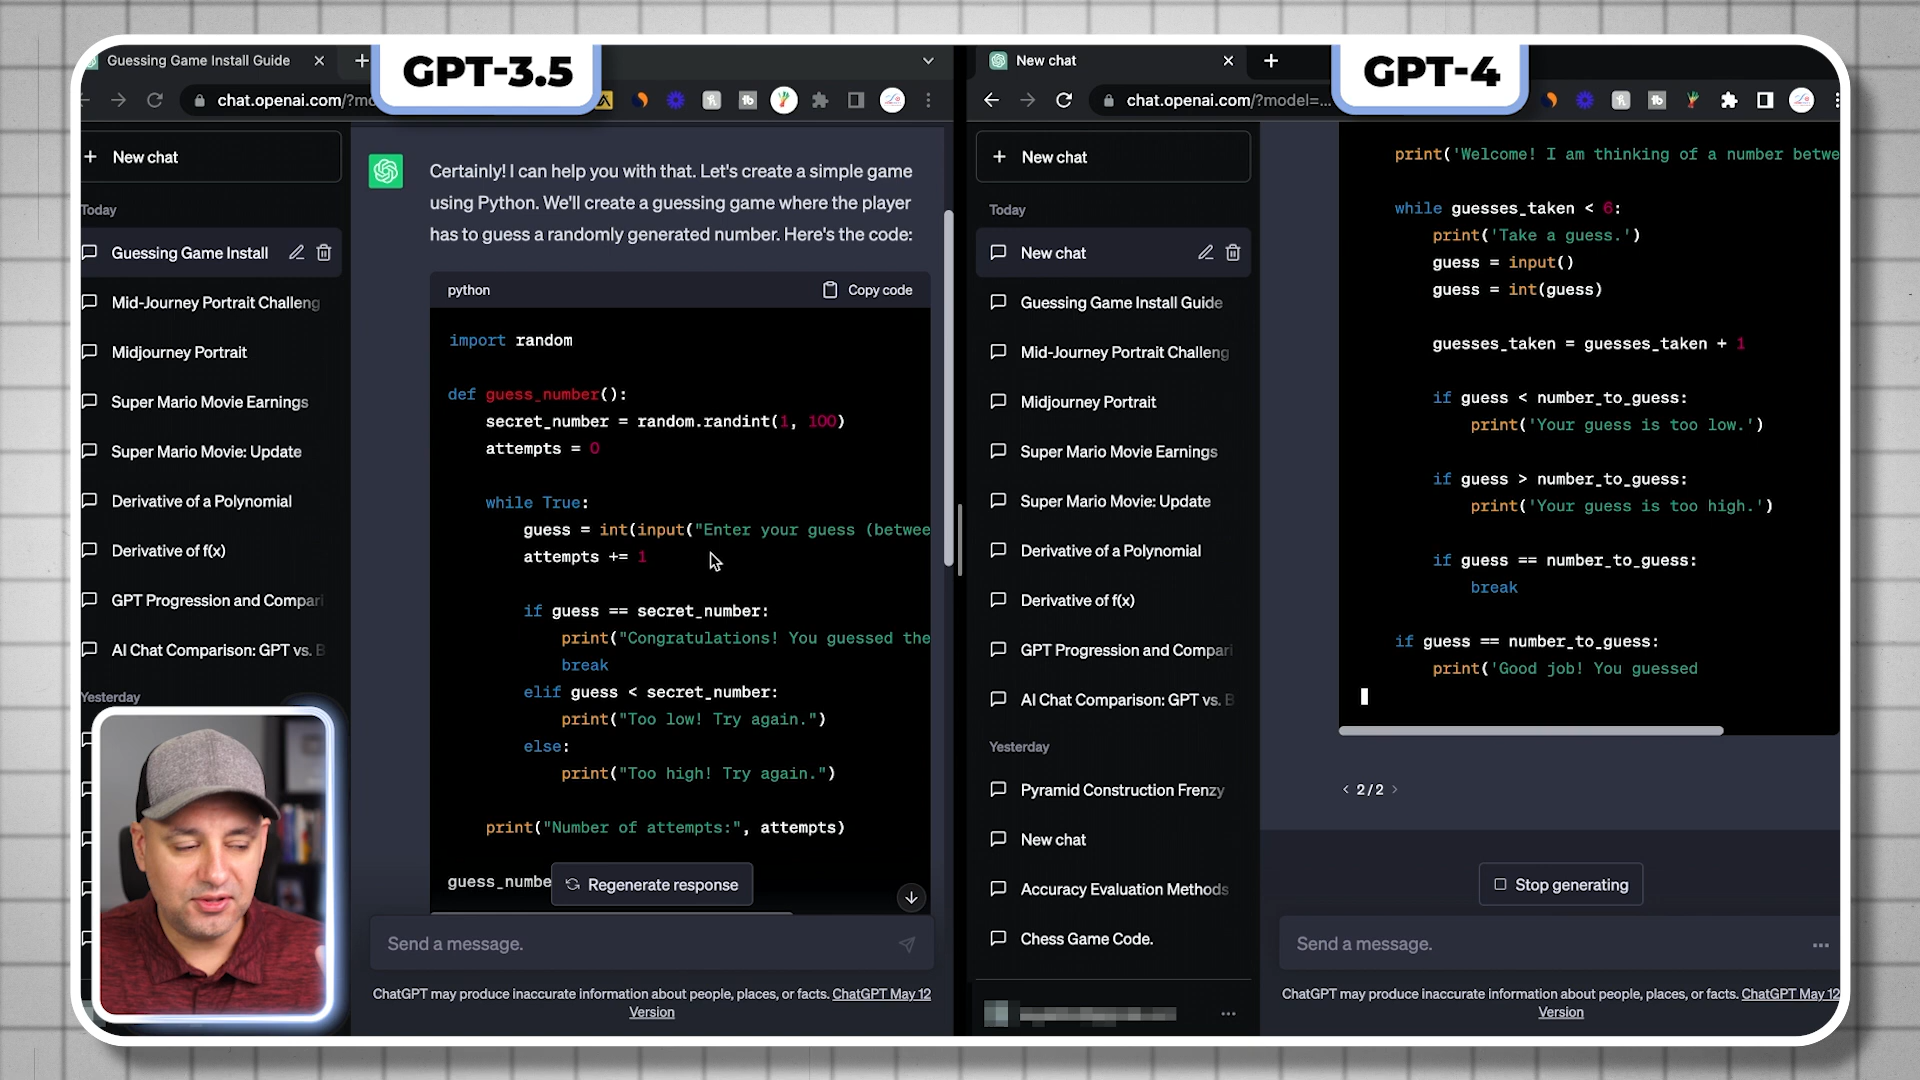 GPT-3.5
Guessing Game Install Guide
chat.openai.com/?mo
New chat
Today
Guessing Game Install
Mid-Journey Portrait Challeng
Midjourney Portrait
Super Mario Movie Earnings
Super Mario Movie: Update
Derivative of a Polynomial
Derivative of f(x)
GPT Progression and Compari
AI Chat Comparison: GPT vs. B
Yesterday
Certainly! I can help you with that. Let's create a simple game
using Python. We'll create a guessing game where the player
has to guess a randomly generated number. Here's the code:
python
Copy code
import random
def guess_number():
secret_number = random.randint(1, 100)
attempts = 0
while True:
guess = int(input("Enter your guess (betwee
attempts += 1
if guess == secret_number:
print("Congratulations! You guessed the
break
elif guess < secret_number:
print("Too low! Try again.")
else:
print("Too high! Try again.")
print("Number of attempts:", attempts)
guess_numbe
Regenerate response
Send a message.
ChatGPT may produce inaccurate information about people, places, or facts. ChatGPT May 12
Version
GPT-4
New chat
chat.openai.com/?model=...
New chat
Today
New chat
Guessing Game Install Guide
Mid-Journey Portrait Challeng
Midjourney Portrait
Super Mario Movie Earnings
Super Mario Movie: Update
Derivative of a Polynomial
Derivative of f(x)
GPT Progression and Compari
AI Chat Comparison: GPT vs. B
Yesterday
Pyramid Construction Frenzy
New chat
Accuracy Evaluation Methods
Chess Game Code.
print('Welcome! I am thinking of a number betwe
while guesses_taken < 6:
print('Take a guess.')
guess = input()
guess = int(guess)
guesses_taken = guesses_taken + 1
if guess < number_to_guess:
print('Your guess is too low.')
if guess > number_to_guess:
print('Your guess is too high.')
if guess == number_to_guess:
break
if guess == number_to_guess:
print('Good job! You guessed
< 2/2 >
Stop generating
Send a message.
ChatGPT may produce inaccurate information about people, places, or facts. ChatGPT May 12
Version